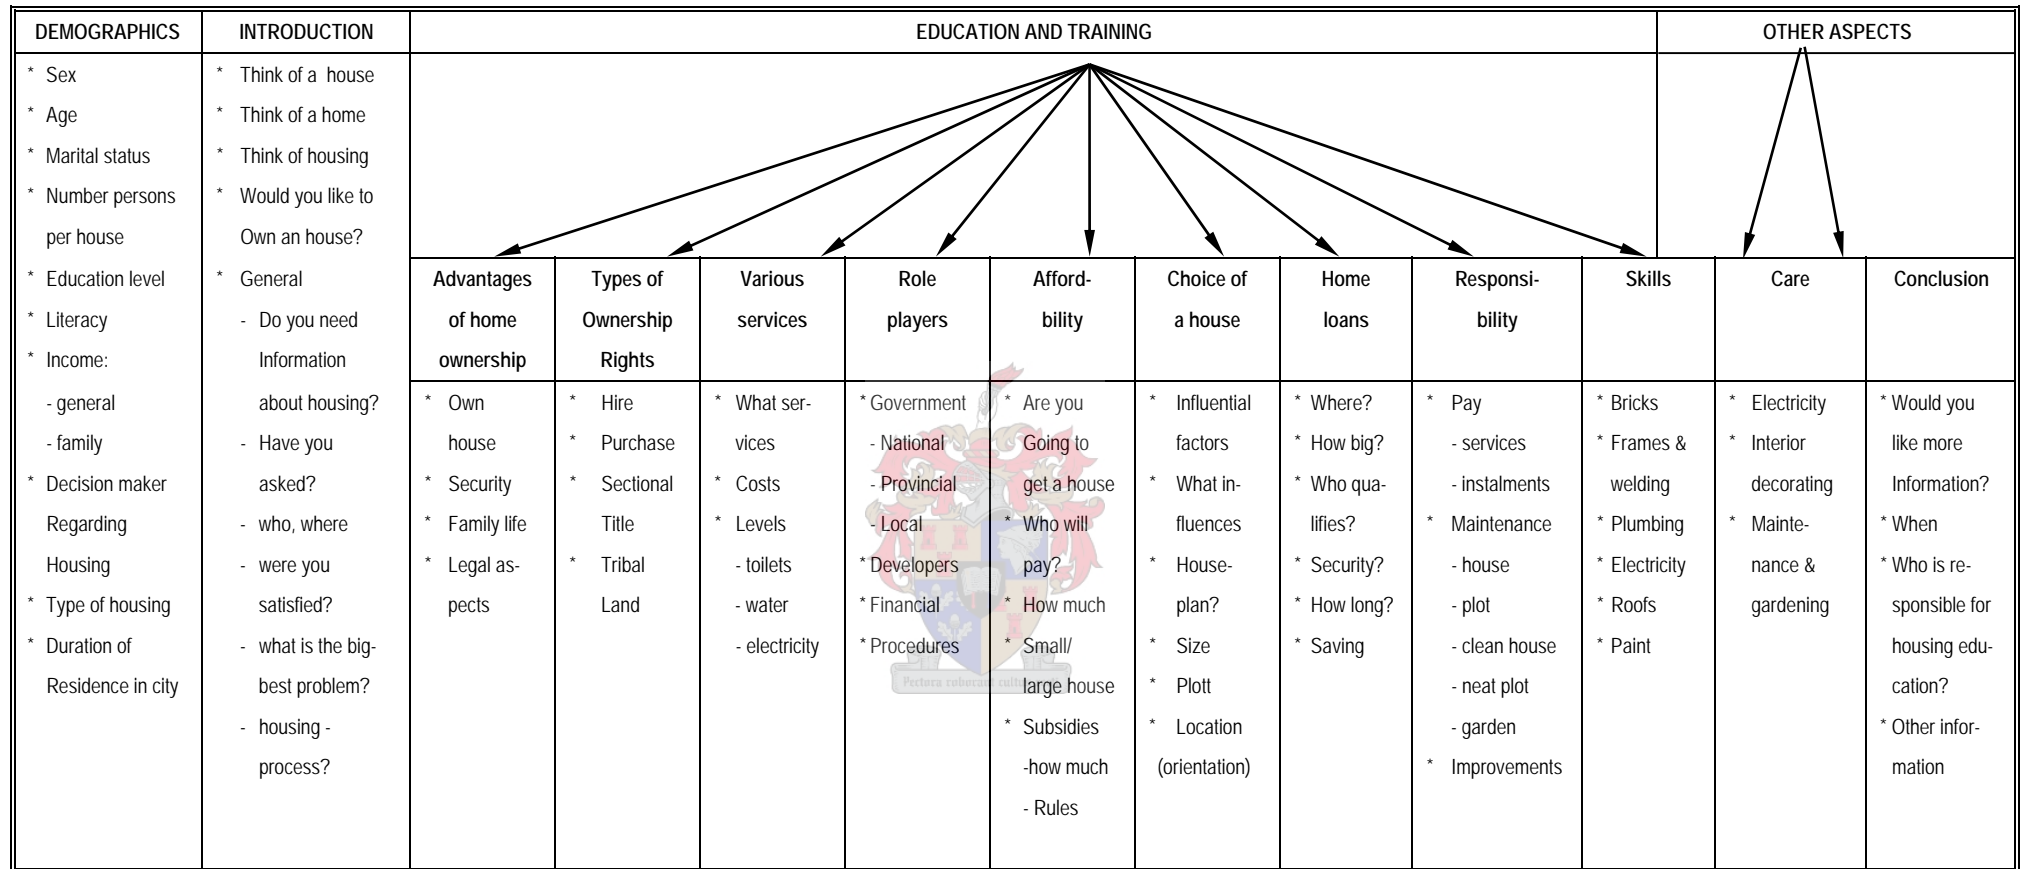 DEMOGRAPHICS
* Sex
* Age
* Marital status
* Number persons
per house
* Education level
* Literacy
* Income:
- general
- family
* Decision maker
Regarding
Housing
* Type of housing
* Duration of
Residence in city
INTRODUCTION
* Think of a house
* Think of a home
* Think of housing
* Would you like to
Own an house?
* General
- Do you need
Information
about housing?
- Have you
asked?
- who, where
- were you
satisfied?
- what is the big-
best problem?
- housing -
process?
EDUCATION AND TRAINING
Advantages
of home
ownership
* Own
house
* Security
* Family life
* Legal as-
pects
Types of
Ownership
Rights
* Hire
* Purchase
* Sectional
Title
* Tribal
Land
Various
services
* What ser-
vices
* Costs
* Levels
- toilets
- water
- electricity
Role
players
* Government
- National
- Provincial
- Local
* Developers
* Financial
* Procedures
Afford-
bility
* Are you
Going to
get a house
* Who will
pay?
* How much
* Small/
large house
* Subsidies
-how much
- Rules
Choice of
a house
* Influential
factors
* What in-
fluences
* House-
plan?
* Size
* Plott
* Location
(orientation)
Home
loans
* Where?
* How big?
* Who qua-
lifies?
* Security?
* How long?
* Saving
Responsi-
bility
* Pay
- services
- instalments
* Maintenance
- house
- plot
- clean house
- neat plot
- garden
* Improvements
Skills
* Bricks
* Frames &
welding
* Plumbing
* Electricity
* Roofs
* Paint
OTHER ASPECTS
Care
* Electricity
* Interior
decorating
* Mainte-
nance &
gardening
Conclusion
* Would you
like more
Information?
* When
* Who is re-
sponsible for
housing edu-
cation?
* Other infor-
mation
Pectora roborant